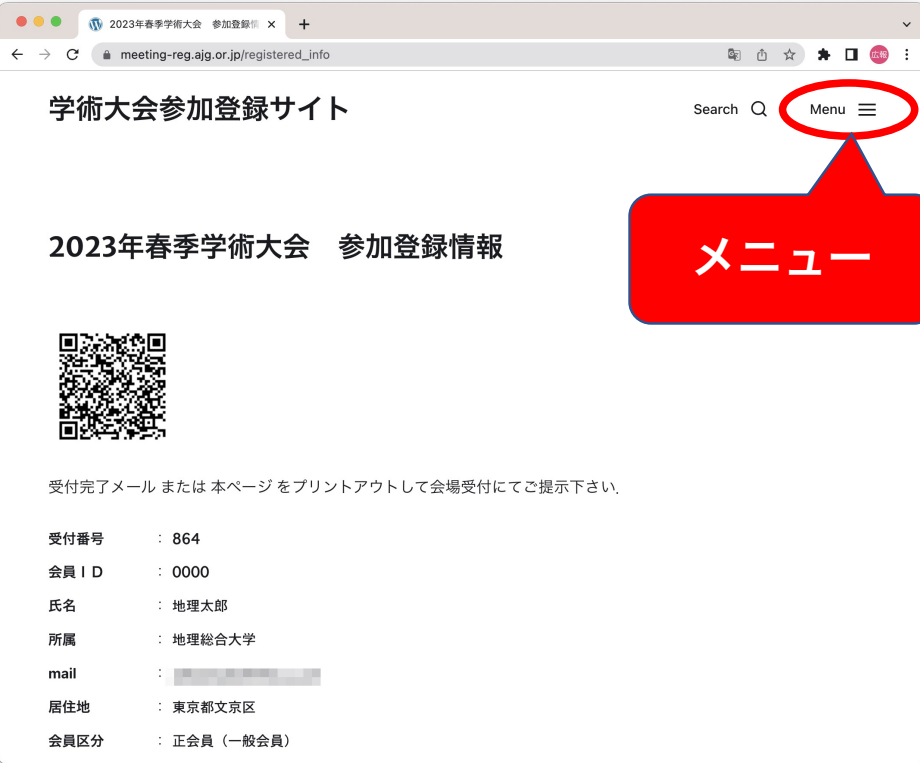 2023年春季学術大会　参加登録情
meeting-reg.ajg.or.jp/registered_info
広報
学術大会参加登録サイト
Search
Menu
メニュー
2023年春季学術大会　参加登録情報
受付完了メール または 本ページ をプリントアウトして会場受付にてご提示下さい.
受付番号 : 864
会員ＩＤ : 0000
氏名 : 地理太郎
所属 : 地理総合大学
mail :
居住地 : 東京都文京区
会員区分 : 正会員（一般会員）